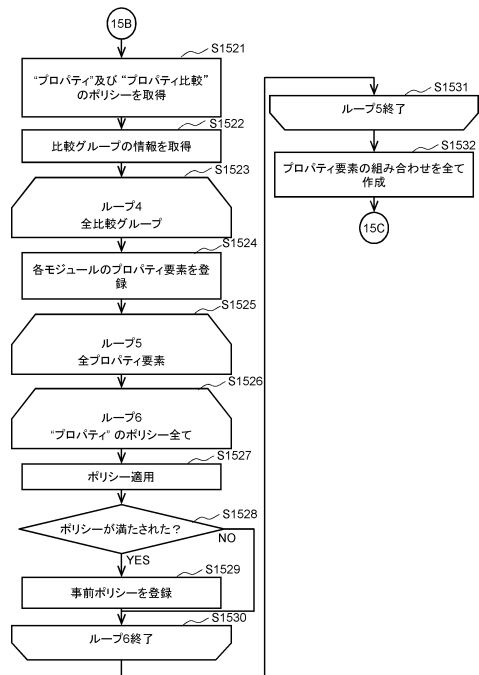 15B
S1521
“プロパティ”及び“プロパティ比較”
のポリシーを取得
S1522
比較グループの情報を取得
S1523
ループ4
全比較グループ
S1524
各モジュールのプロパティ要素を登
録
S1525
ループ5
全プロパティ要素
S1526
ループ6
“プロパティ”のポリシー全て
S1527
ポリシー適用
S1528
ポリシーが満たされた？
NO
YES
S1529
事前ポリシーを登録
S1530
ループ6終了
S1531
ループ5終了
S1532
プロパティ要素の組み合わせを全て
作成
15C